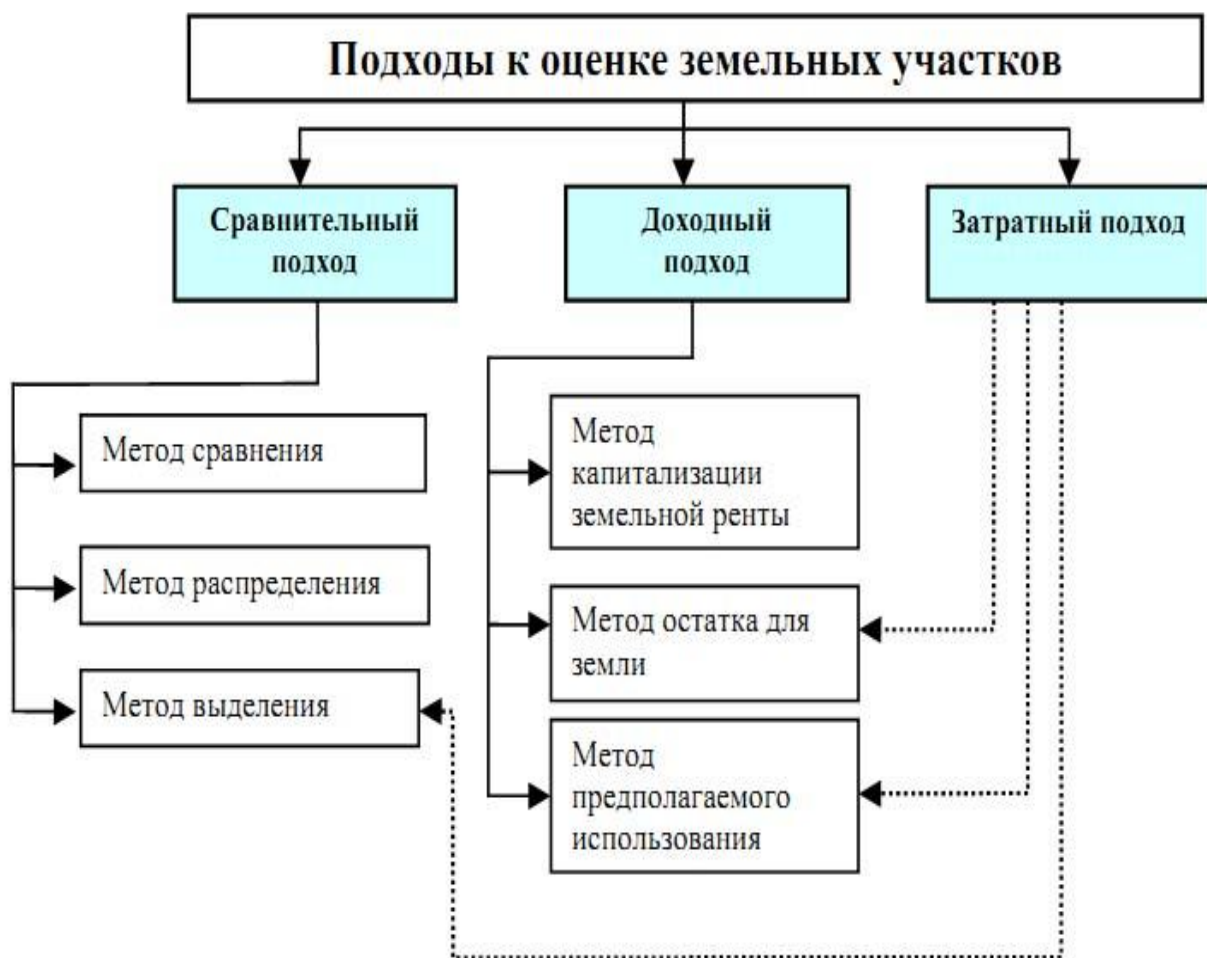 Подходы к оценке земельных участков
Сравнительный
подход
Доходный
подход
Затратный подход
Метод сравнения
Метод распределения
Метод выделения
Метод
капитализации
земельной ренты
Метод остатка для
земли
Метод
предполагаемого
использования